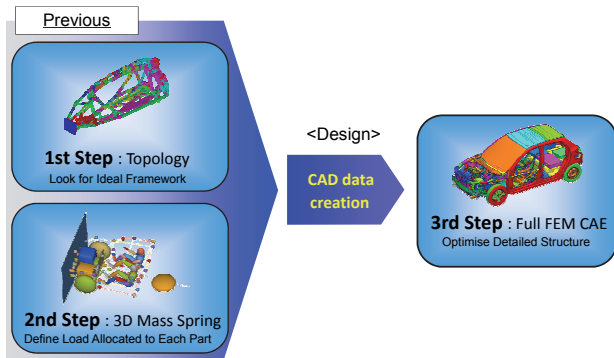 Previous
1st Step : Topology
Look for Ideal Framework
2nd Step : 3D Mass Spring
Define Load Allocated to Each Part
<Design>
CAD data
creation
3rd Step : Full FEM CAE
Optimise Detailed Structure